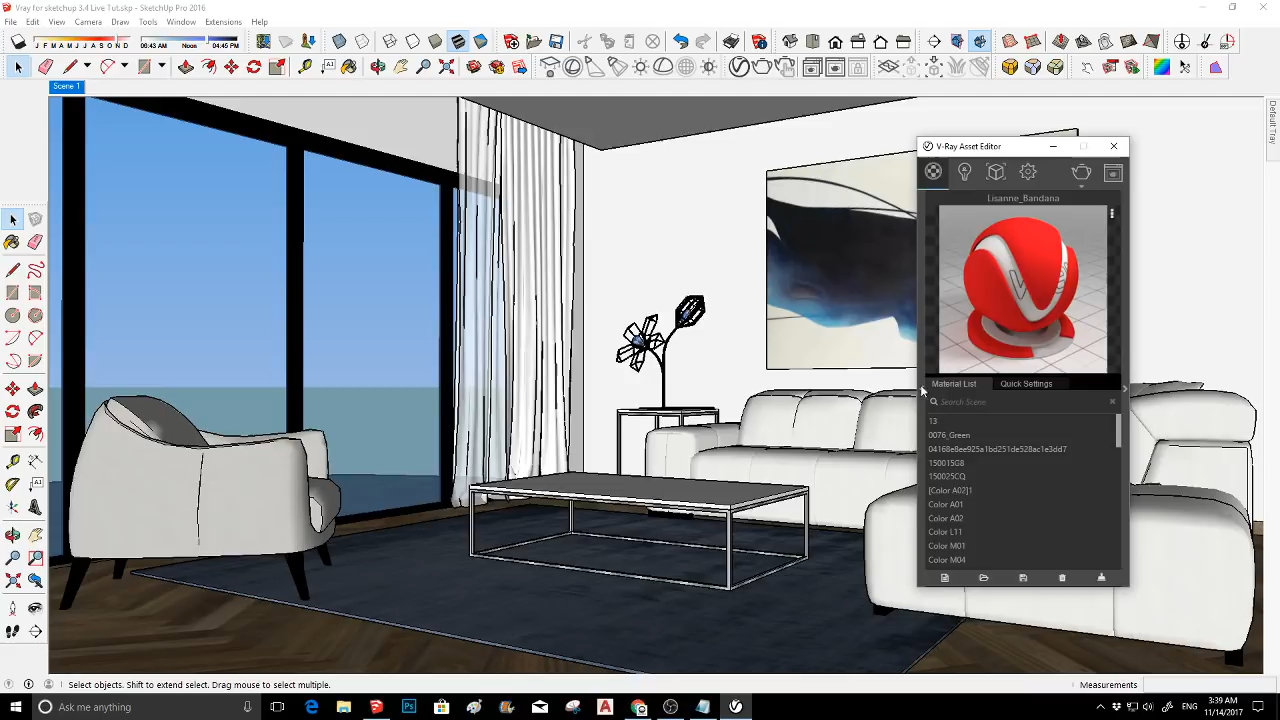 Vray for sketchup 3.4 Live Tut.skp - SketchUp Pro 2016
File Edit View Camera Draw Tools Window Extensions Help
J F M A M J J A S O N D 06:43 AM Noon 04:45 PM
Scene 1
Default Tray
V-Ray Asset Editor
Lisanne_Bandana
Material List Quick Settings
Search Scene
13
0076_Green
04168e8ee925a1bd251de528ac1e3dd7
150015G8
150025CQ
[Color A02]1
Color A01
Color A02
Color L11
Color M01
Color M04
Select objects. Shift to extend select. Drag mouse to select multiple.
Measurements
Ask me anything
3:39 AM
11/14/2017